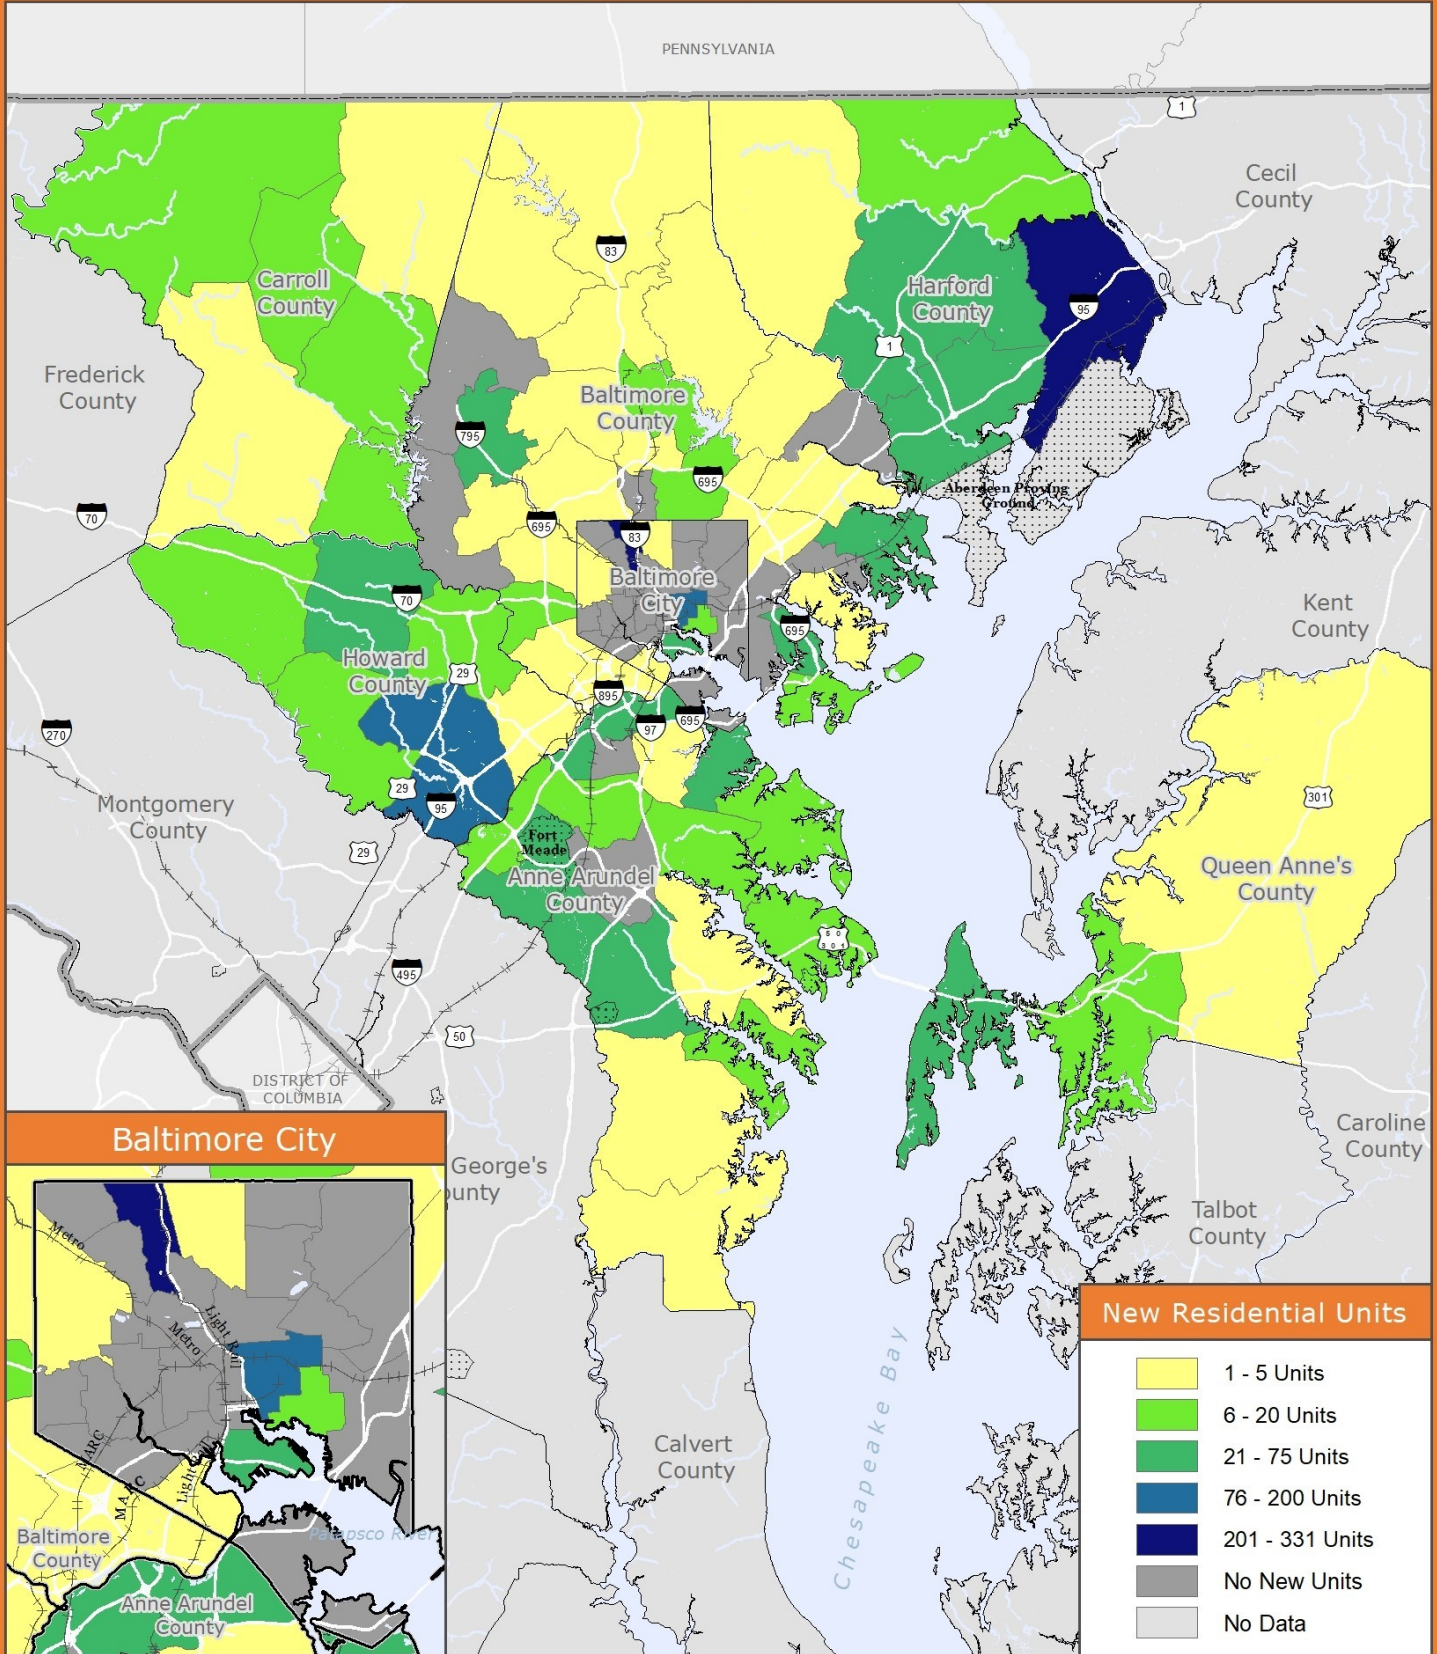 PENNSYLVANIA
1
Cecil
County
83
Carroll
County
Harford
County
95
1
Frederick
County
Baltimore
County
795
695
Aberdeen Proving
Ground
70
695
83
Baltimore
City
70
Kent
County
695
Howard
County
29
895
97
695
270
29
95
301
Montgomery
County
Fort
Meade
29
Queen Anne's
County
Anne Arundel
County
50
301
495
50
DISTRICT OF
COLUMBIA
Caroline
County
Baltimore City
George's
ounty
Talbot
County
Metro
Light Rail
Metro
MARC
MARC
Light Rail
Baltimore
County
Patapsco River
Anne Arundel
County
Calvert
County
Chesapeake Bay
New Residential Units
1 - 5 Units
6 - 20 Units
21 - 75 Units
76 - 200 Units
201 - 331 Units
No New Units
No Data